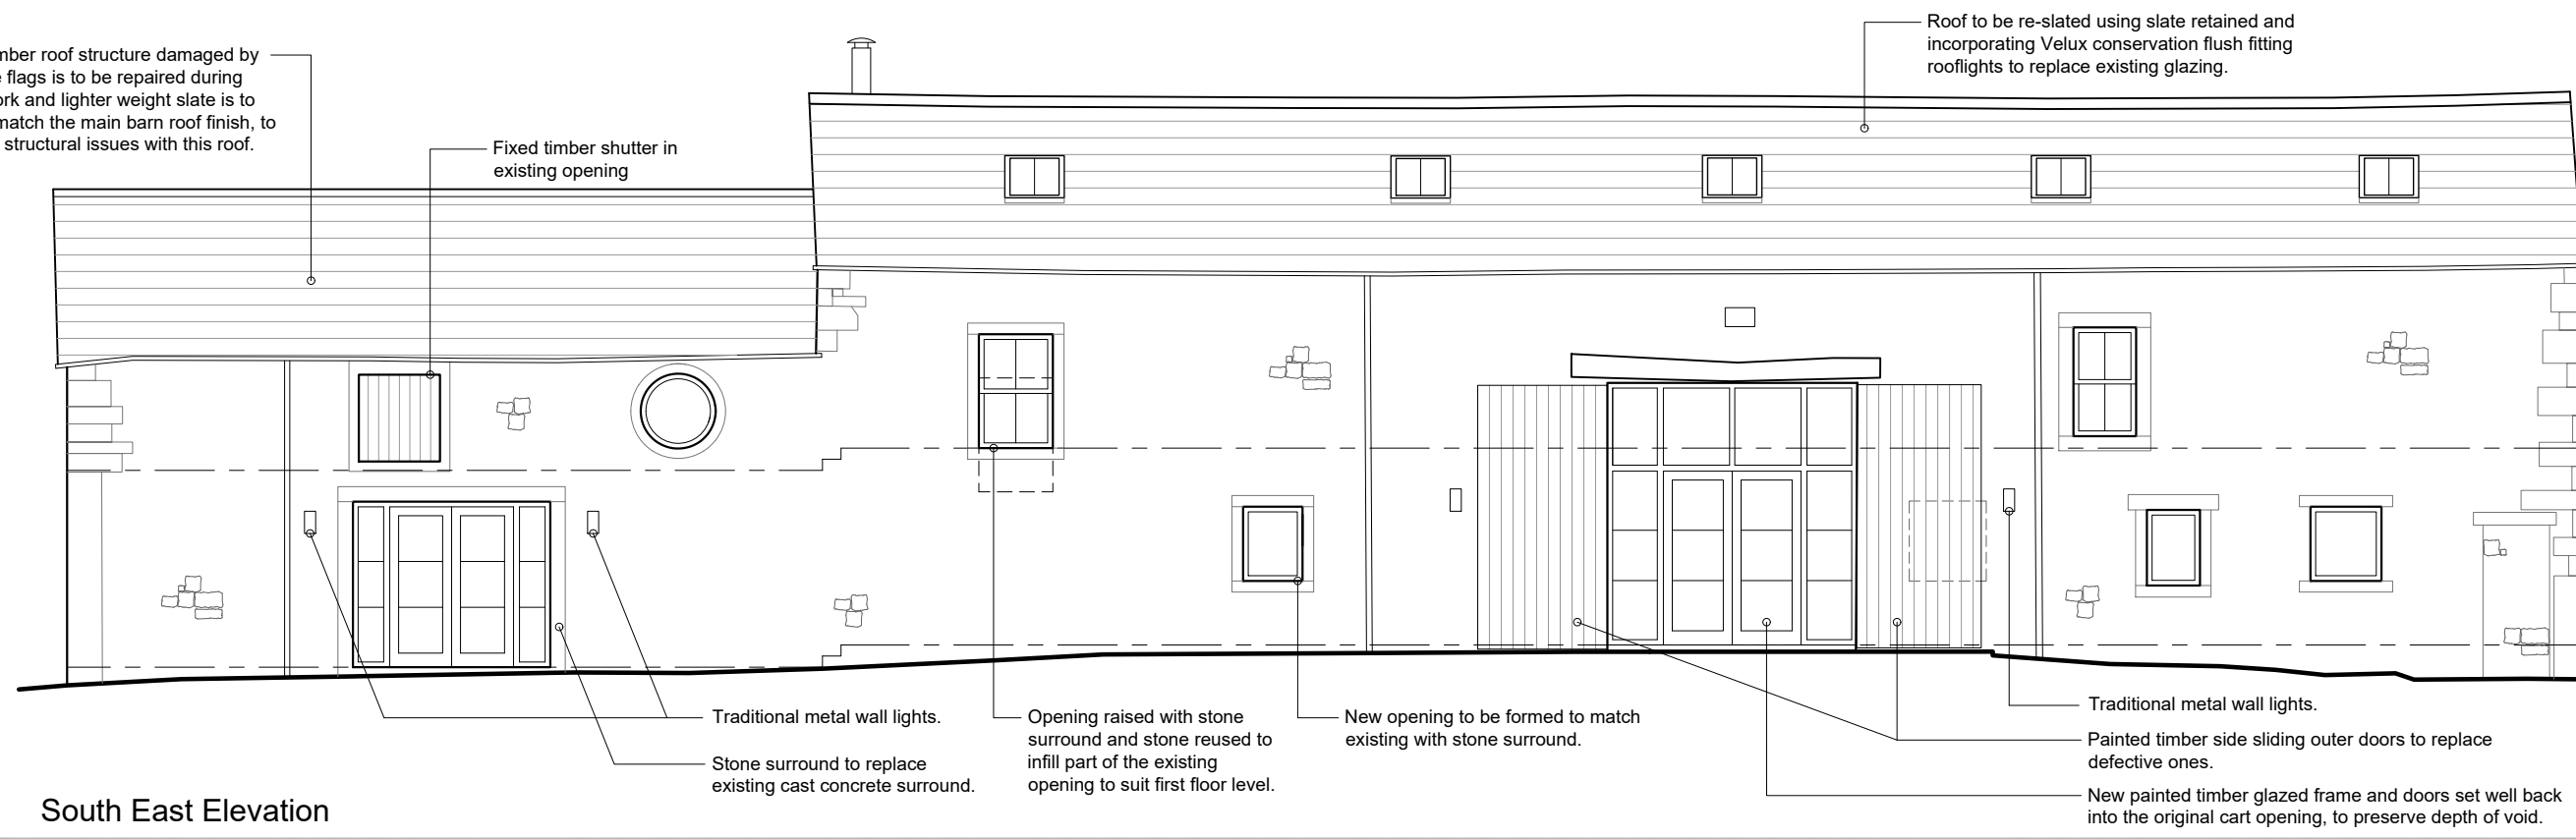 roof structure damaged by
flags is to be repaired during
and lighter weight slate is to
match the main barn roof finish, to
structural issues with this roof.
Fixed timber shutter in
existing opening
Roof to be re-slated using slate retained and
incorporating Velux conservation flush fitting
rooflights to replace existing glazing.
Traditional metal wall lights.
Stone surround to replace
existing cast concrete surround.
Opening raised with stone
surround and stone reused to
infill part of the existing
opening to suit first floor level.
New opening to be formed to match
existing with stone surround.
Traditional metal wall lights.
Painted timber side sliding outer doors to replace
defective ones.
New painted timber glazed frame and doors set well back
into the original cart opening, to preserve depth of void.
South East Elevation